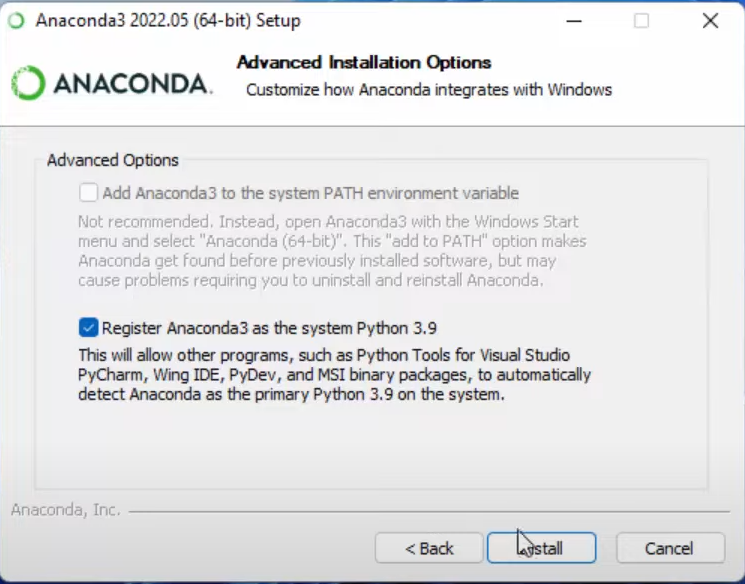 Anaconda3 2022.05 (64-bit) Setup
ANACONDA.
Advanced Installation Options
Customize how Anaconda integrates with Windows
Advanced Options
Add Anaconda3 to the system PATH environment variable
Not recommended. Instead, open Anaconda3 with the Windows Start
menu and select "Anaconda (64-bit)". This "add to PATH" option makes
Anaconda get found before previously installed software, but may
cause problems requiring you to uninstall and reinstall Anaconda.
Register Anaconda3 as the system Python 3.9
This will allow other programs, such as Python Tools for Visual Studio
PyCharm, Wing IDE, PyDev, and MSI binary packages, to automatically
detect Anaconda as the primary Python 3.9 on the system.
Anaconda, Inc.
< Back
Install
Cancel